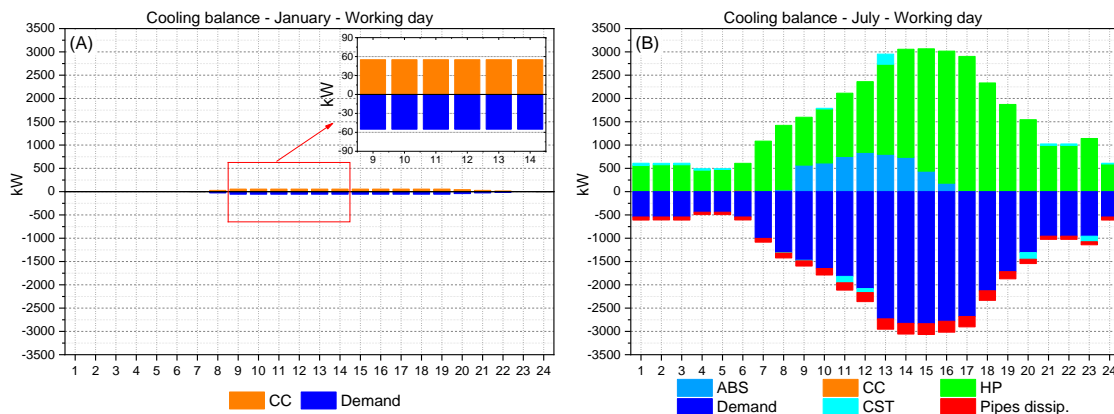 Cooling balance - January - Working day
(A)
kW
3500
3000
2500
2000
1500
1000
500
0
-500
-1000
-1500
-2000
-2500
-3000
-3500
1 2 3 4 5 6 7 8 9 10 11 12 13 14 15 16 17 18 19 20 21 22 23 24
kW
90
60
30
0
-30
-60
-90
9 10 11 12 13 14
CC Demand
Cooling balance - July - Working day
(B)
kW
3500
3000
2500
2000
1500
1000
500
0
-500
-1000
-1500
-2000
-2500
-3000
-3500
1 2 3 4 5 6 7 8 9 10 11 12 13 14 15 16 17 18 19 20 21 22 23 24
ABS CC HP
Demand CST Pipes dissip.